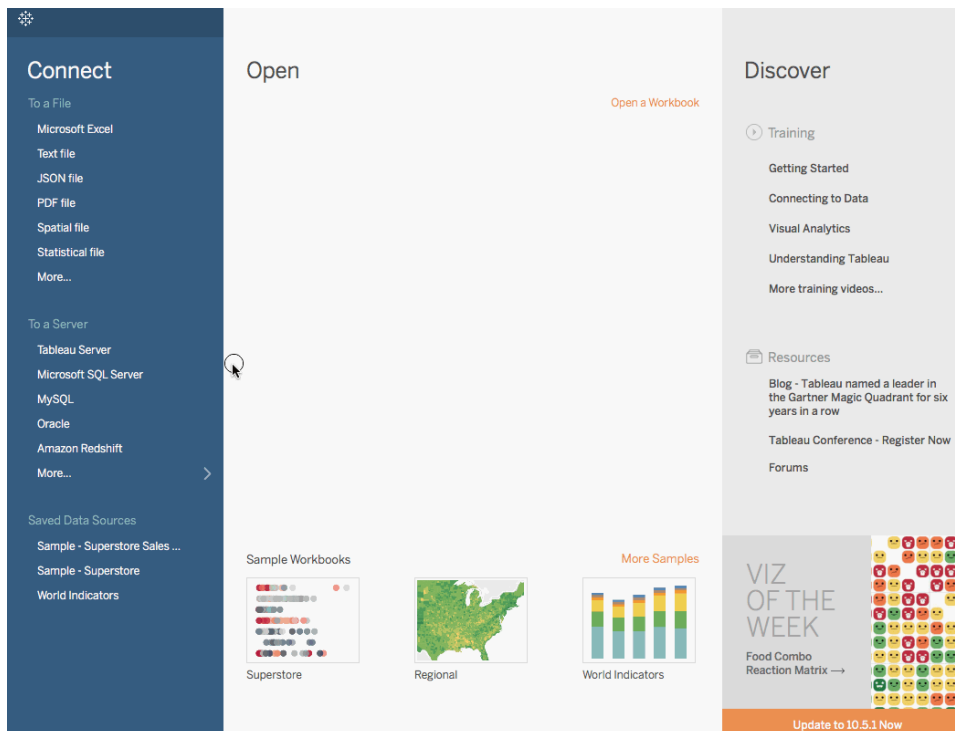 Connect
To a File
Microsoft Excel
Text file
JSON file
PDF file
Spatial file
Statistical file
More...
To a Server
Tableau Server
Microsoft SQL Server
MySQL
Oracle
Amazon Redshift
More...
Saved Data Sources
Sample - Superstore Sales ...
Sample - Superstore
World Indicators
Open
Open a Workbook
Sample Workbooks
More Samples
Superstore
Regional
World Indicators
Discover
Training
Getting Started
Connecting to Data
Visual Analytics
Understanding Tableau
More training videos...
Resources
Blog - Tableau named a leader in
the Gartner Magic Quadrant for six
years in a row
Tableau Conference - Register Now
Forums
VIZ
OF THE
WEEK
Food Combo
Reaction Matrix →
Update to 10.5.1 Now